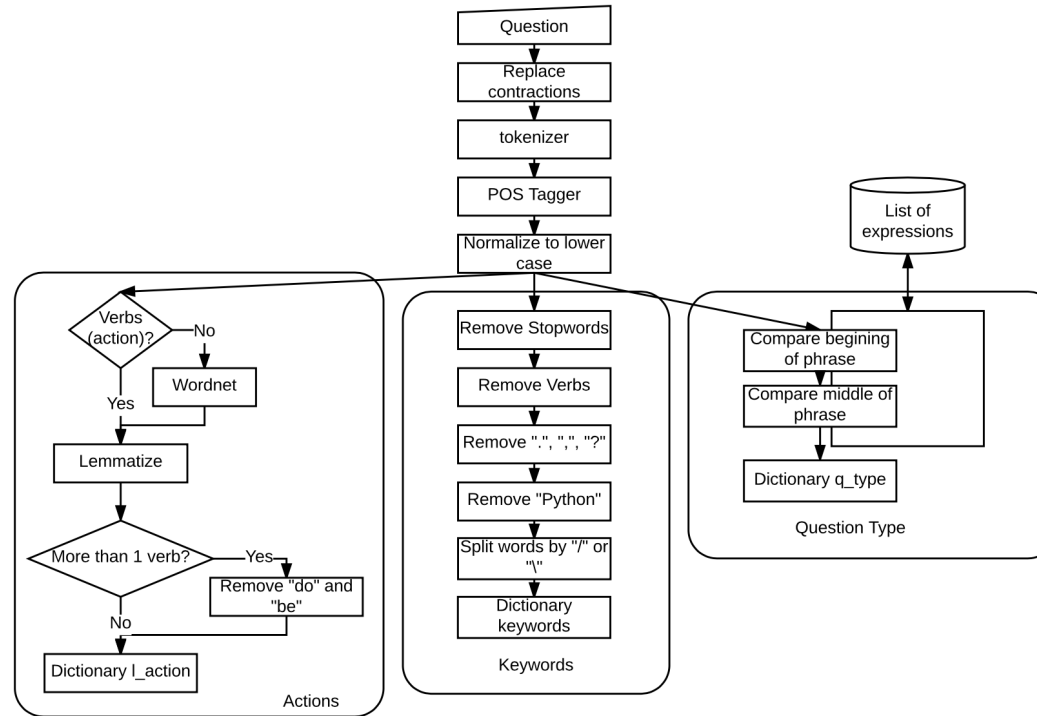 Question
Replace
contractions
tokenizer
POS Tagger
Normalize to lower
case
List of
expressions
Verbs
(action)?
No
Wordnet
Yes
Lemmatize
More than 1 verb?
Yes
Remove "do" and
"be"
No
Dictionary l_action
Actions
Remove Stopwords
Remove Verbs
Remove ".", ",", "?"
Remove "Python"
Split words by "/" or
"\"
Dictionary
keywords
Keywords
Compare begining
of phrase
Compare middle of
phrase
Dictionary q_type
Question Type